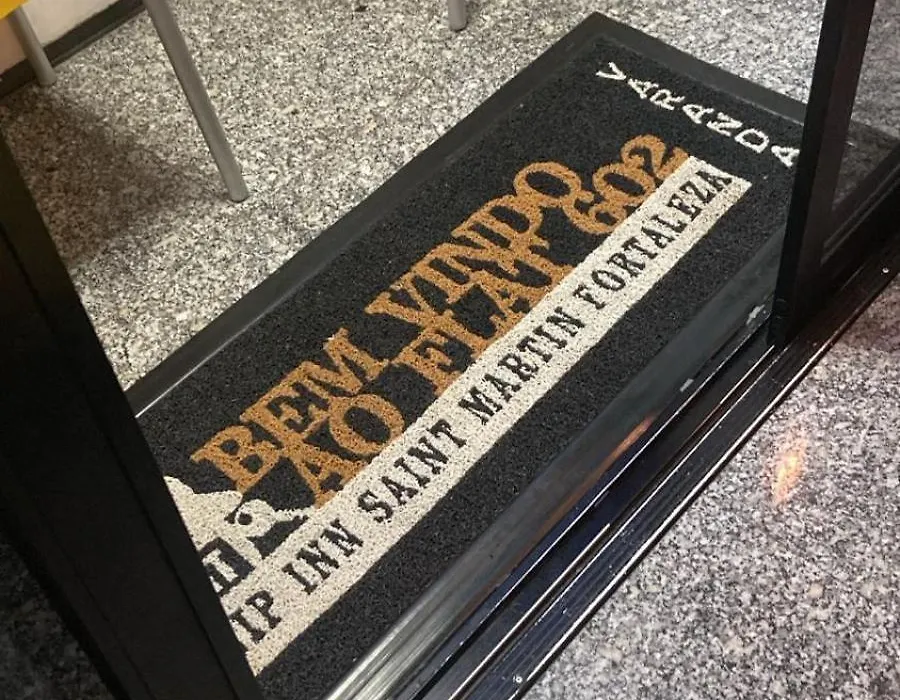 VARANDA
BEM VINDO
AO FLAT 602
IP INN SAINT MARTIN FORTALEZA